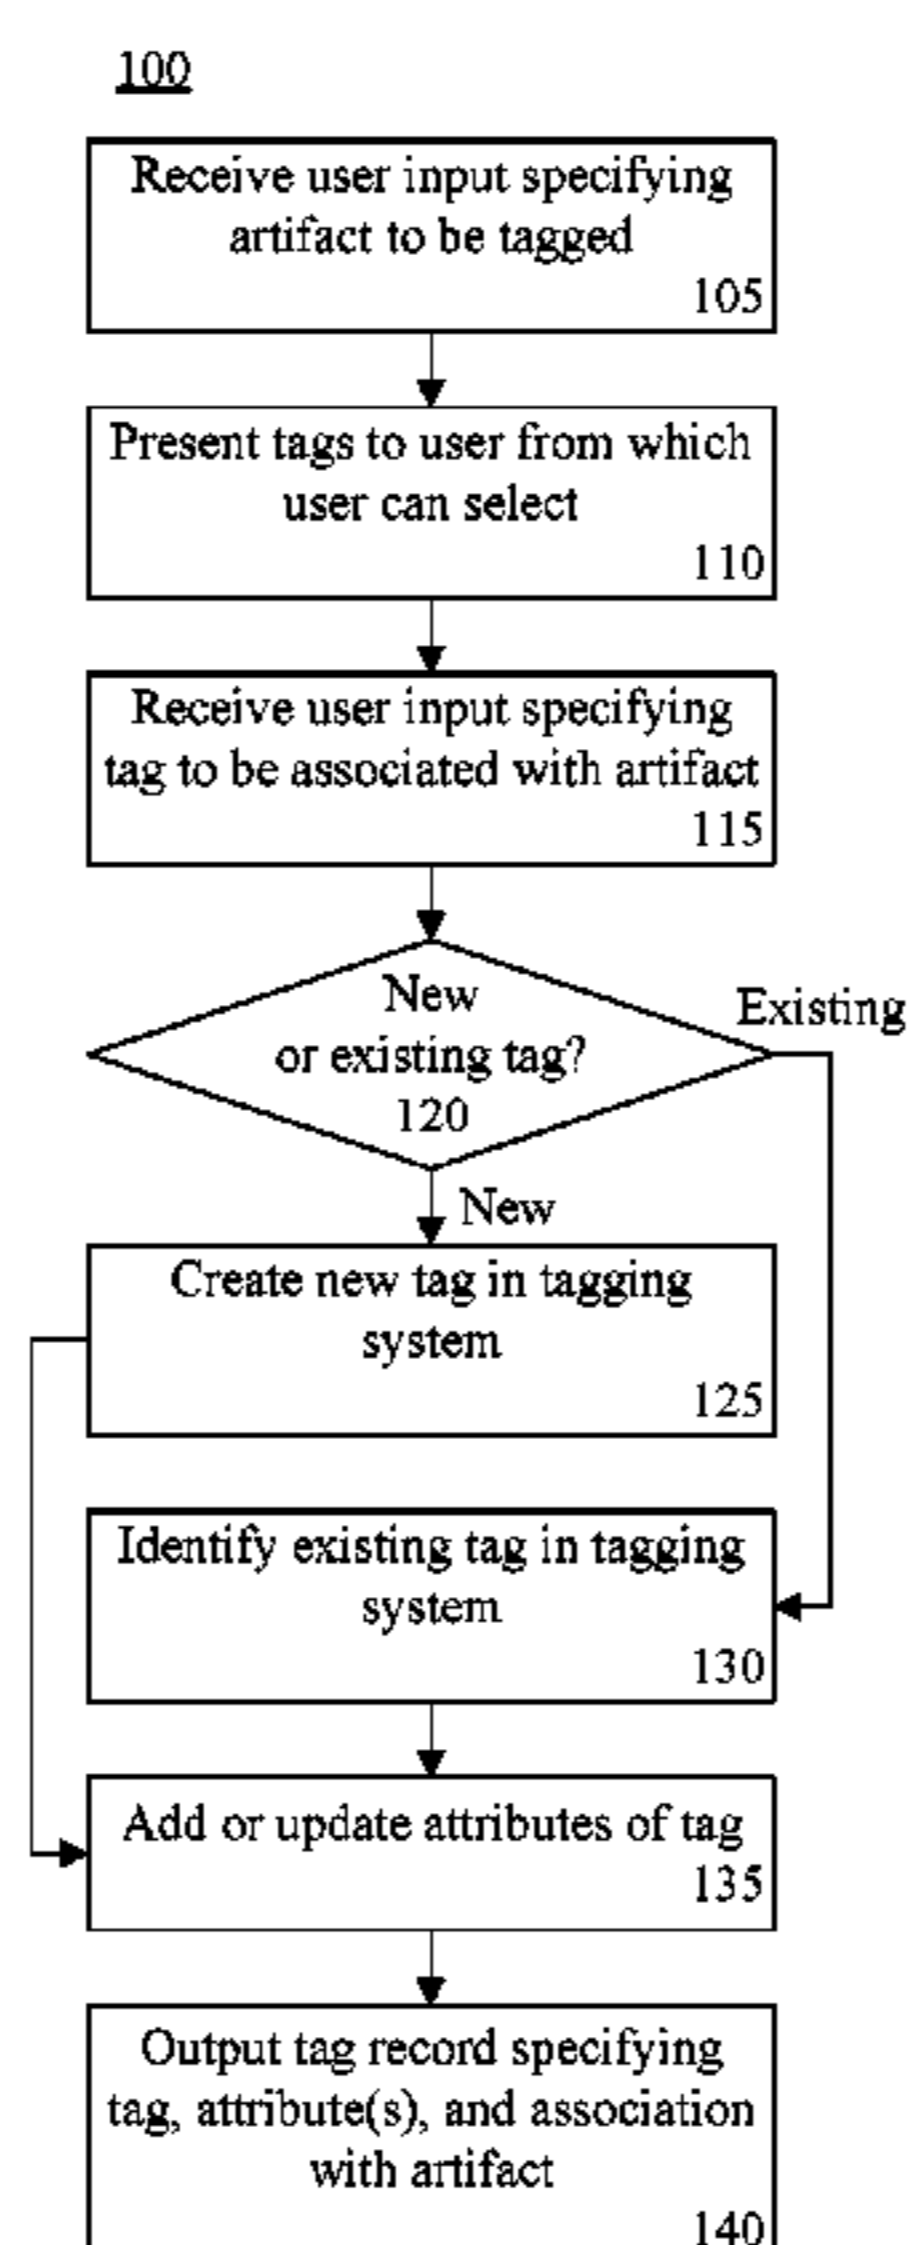 100
Receive user input specifying
artifact to be tagged
105
Present tags to user from which
user can select
110
Receive user input specifying
tag to be associated with artifact
115
New
or existing tag?
120
Existing
New
Create new tag in tagging
system
125
Identify existing tag in tagging
system
130
Add or update attributes of tag
135
Output tag record specifying
tag, attribute(s), and association
with artifact
140